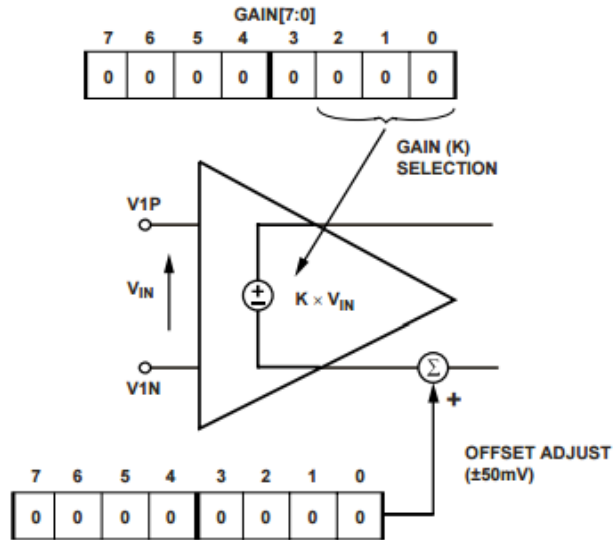 GAIN[7:0]
7 6 5 4 3 2 1 0
0 0 0 0 0 0 0 0
GAIN (K)
SELECTION
V1P
VIN
+
−
K × VIN
V1N
Σ
+
OFFSET ADJUST
(±50mV)
7 6 5 4 3 2 1 0
0 0 0 0 0 0 0 0